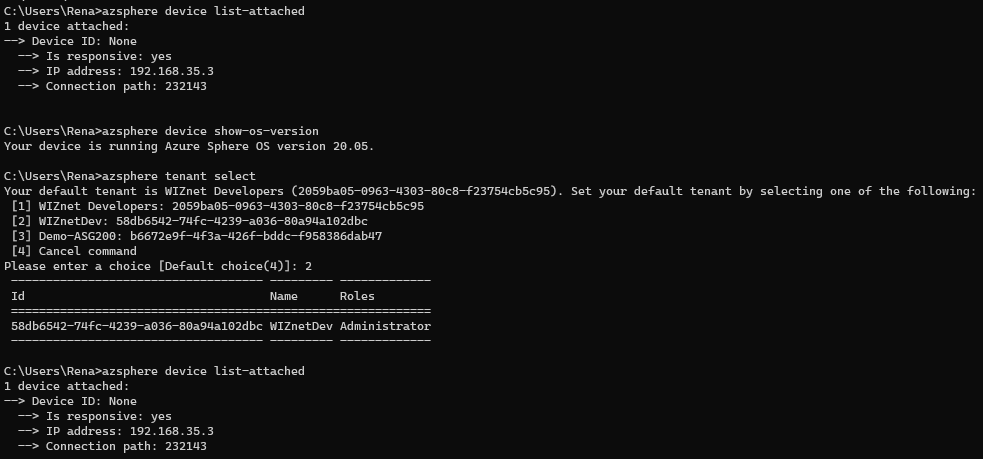 C:\Users\Rena>azsphere device list-attached
1 device attached:
--> Device ID: None
  --> Is responsive: yes
  --> IP address: 192.168.35.3
  --> Connection path: 232143
C:\Users\Rena>azsphere device show-os-version
Your device is running Azure Sphere OS version 20.05.
C:\Users\Rena>azsphere tenant select
Your default tenant is WIZnet Developers (2059ba05-0963-4303-80c8-f23754cb5c95). Set your default tenant by selecting one of the following:
 [1] WIZnet Developers: 2059ba05-0963-4303-80c8-f23754cb5c95
 [2] WIZnetDev: 58db6542-74fc-4239-a036-80a94a102dbc
 [3] Demo-ASG200: b6672e9f-4f3a-426f-bddc-f958386dab47
 [4] Cancel command
Please enter a choice [Default choice(4)]: 2
 ------------------------------------ --------- -------------
 Id                                   Name      Roles
 ============================================================
 58db6542-74fc-4239-a036-80a94a102dbc WIZnetDev Administrator
 ------------------------------------ --------- -------------
C:\Users\Rena>azsphere device list-attached
1 device attached:
--> Device ID: None
  --> Is responsive: yes
  --> IP address: 192.168.35.3
  --> Connection path: 232143